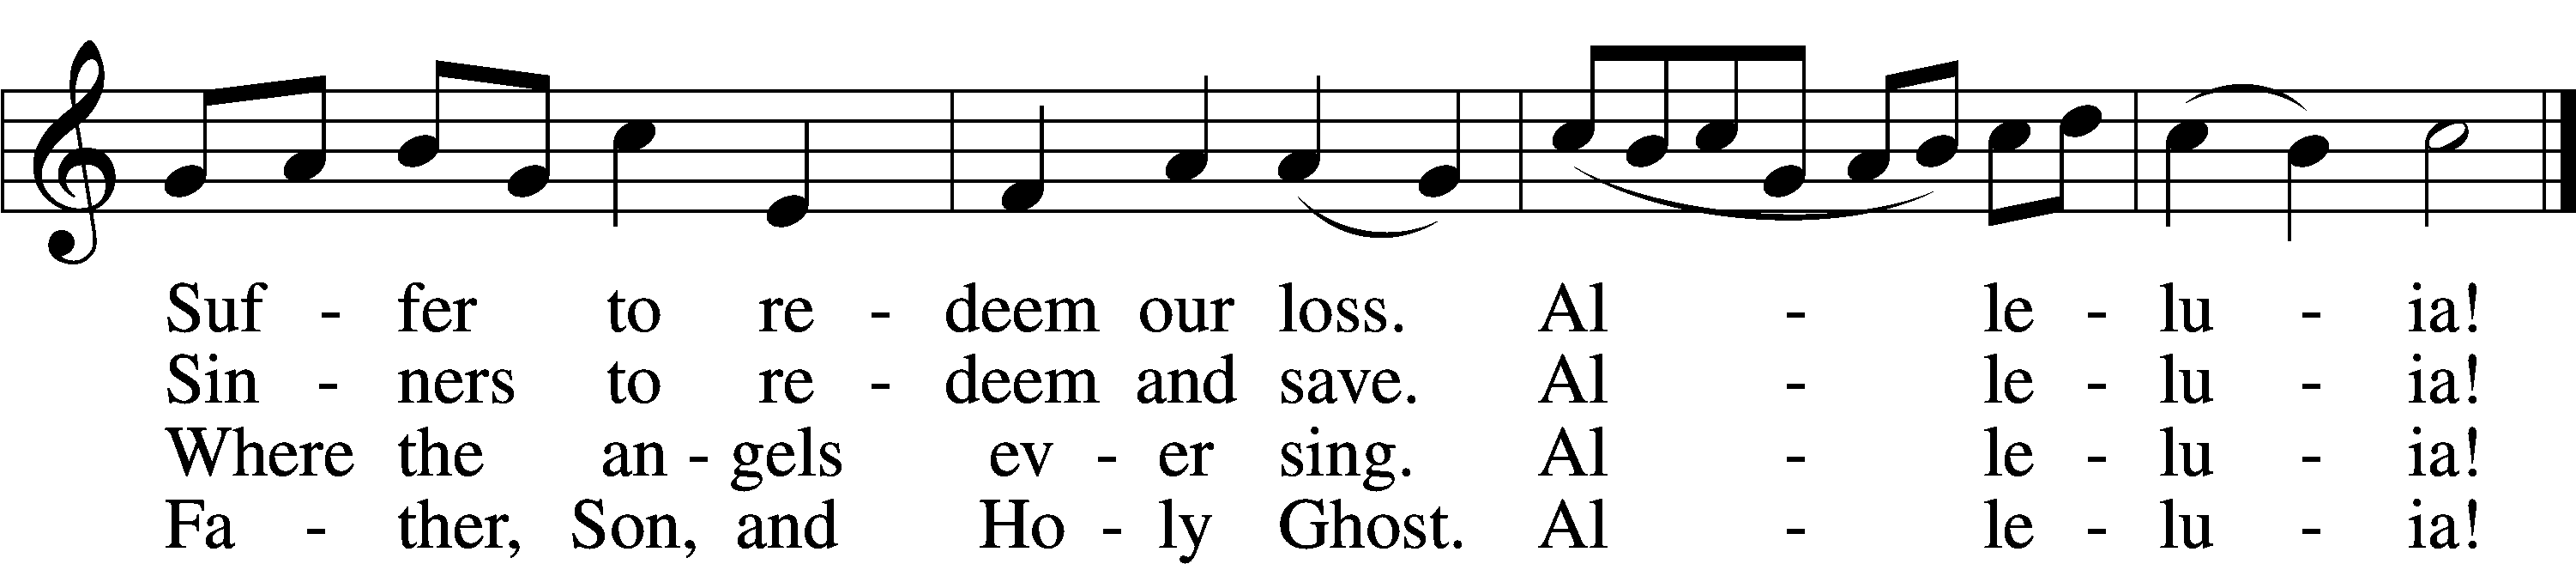 Suf - fer to re - deem our loss. Al - le - lu - ia!
Sin - ners to re - deem and save. Al - le - lu - ia!
Where the an - gels ev - er sing. Al - le - lu - ia!
Fa - ther, Son, and Ho - ly Ghost. Al - le - lu - ia!